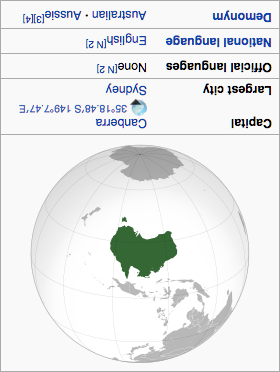 Capital Canberra
35°18.48′S 149°7.47′E
Largest city Sydney
Official languages None[N 2]
National language English[N 2]
Demonym Australian · Aussie[3][4]